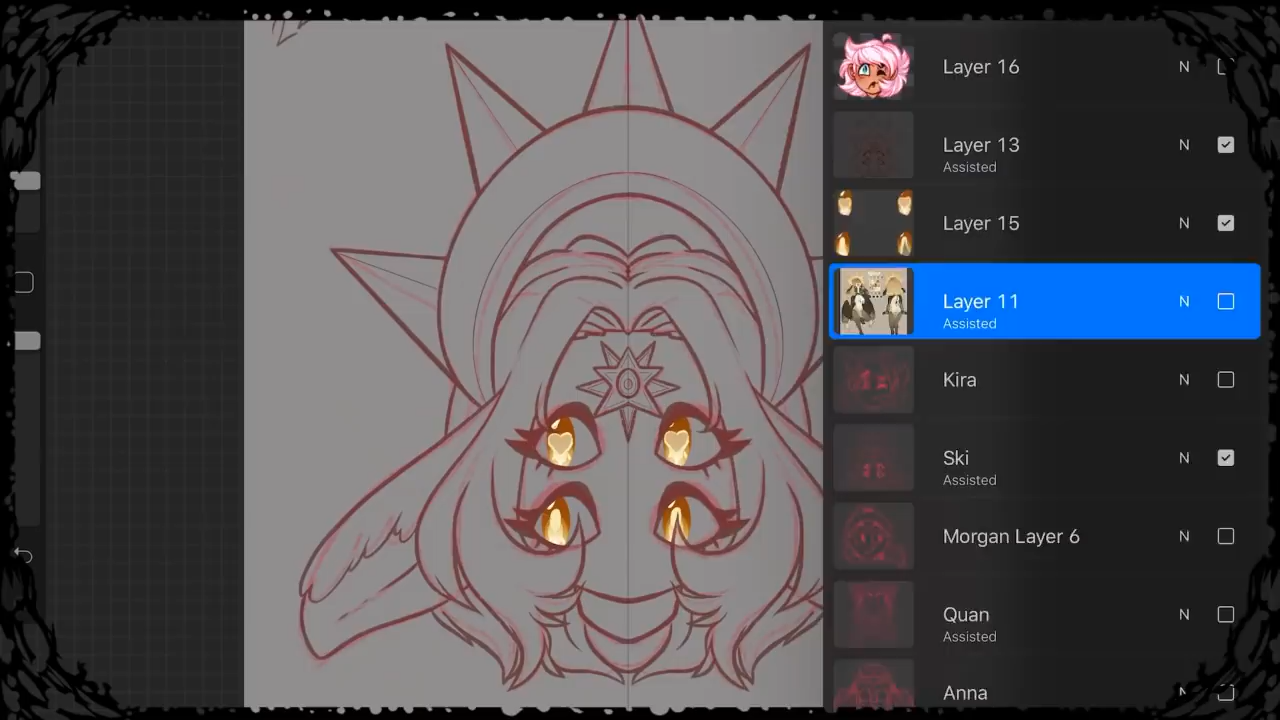 Layer 16
N
Layer 13
N
Assisted
Layer 15
N
Layer 11
N
Assisted
Kira
N
Ski
N
Assisted
Morgan Layer 6
N
Quan
N
Assisted
Anna
N